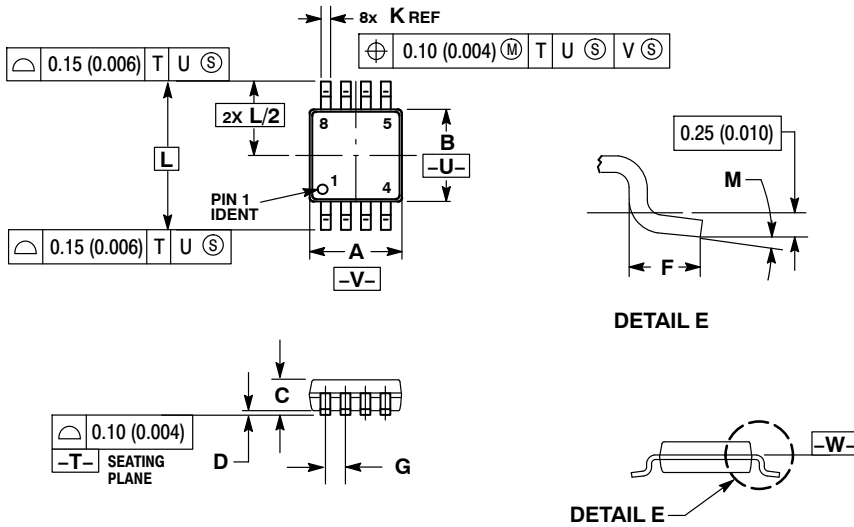 8x K REF
0.10 (0.004) Ⓜ T U Ⓢ V Ⓢ
0.15 (0.006) T U Ⓢ
2X L/2
8 5
B
-U-
L
PIN 1
IDENT
1 4
0.15 (0.006) T U Ⓢ
A
-V-
0.25 (0.010)
M
F
DETAIL E
C
0.10 (0.004)
-T- SEATING
PLANE
D
G
-W-
DETAIL E